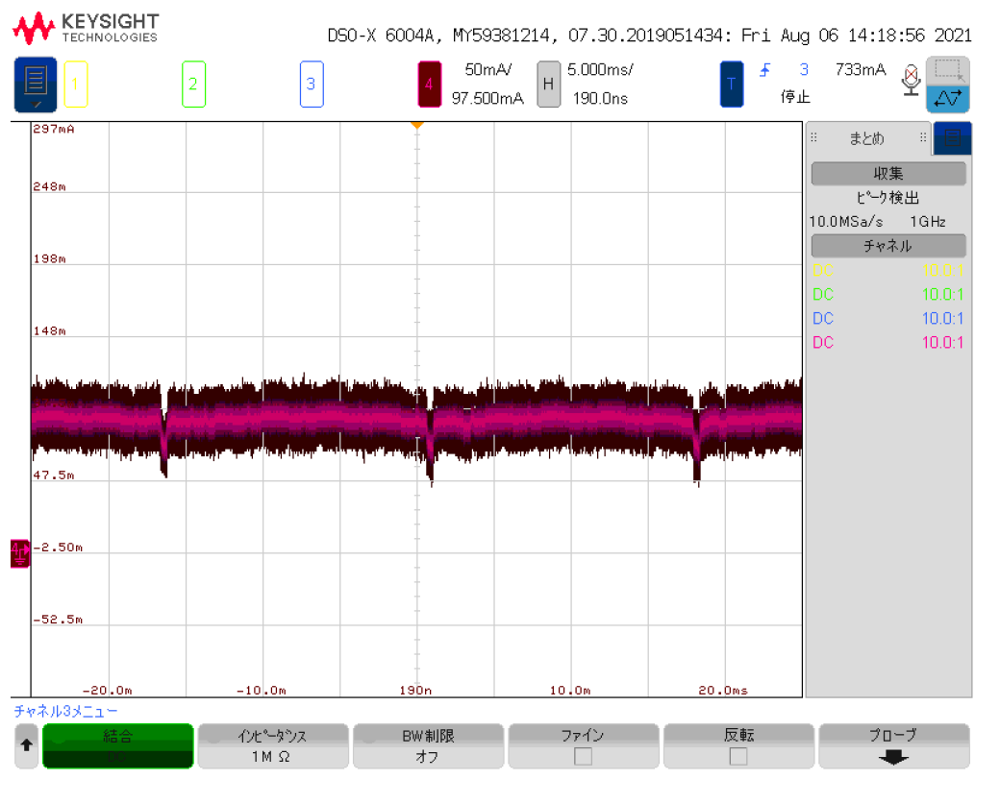 KEYSIGHT
TECHNOLOGIES
DSO-X 6004A, MY59381214, 07.30.2019051434: Fri Aug 06 14:18:56 2021
1
2
3
4
50mA/
97.500mA
H
5.000ms/
190.0ns
T
3
733mA
停止
297mA
248m
198m
148m
47.5m
-2.50m
-52.5m
4
-20.0m
-10.0m
190n
10.0m
20.0ms
まとめ
収集
ピーク検出
10.0MSa/s 1GHz
チャネル
DC 10.0:1
DC 10.0:1
DC 10.0:1
DC 10.0:1
チャネル3メニュー
結合
DC
インピーダンス
1M Ω
BW制限
オフ
ファイン
反転
プローブ